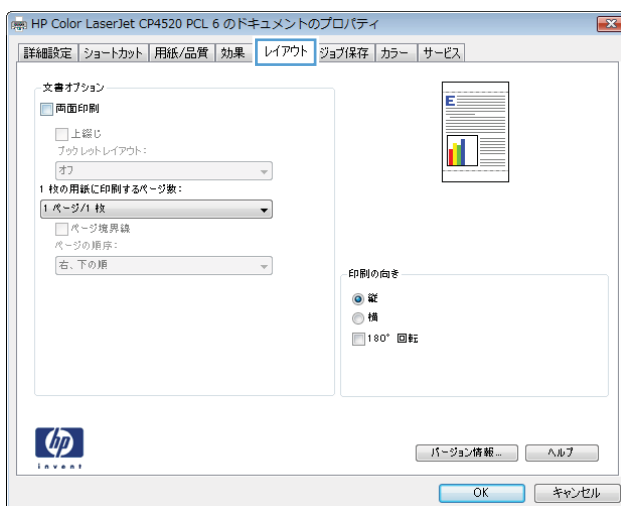 HP Color LaserJet CP4520 PCL 6 のドキュメントのプロパティ
詳細設定 ショートカット 用紙/品質 効果 レイアウト ジョブ保存 カラー サービス
文書オプション
両面印刷
上綴じ
ブックレットレイアウト:
オフ
1 枚の用紙に印刷するページ数:
1 ページ/1 枚
ページ境界線
ページの順序:
右、下の順
E
印刷の向き
縦
横
180° 回転
hp
invent
バージョン情報... ヘルプ
OK キャンセル